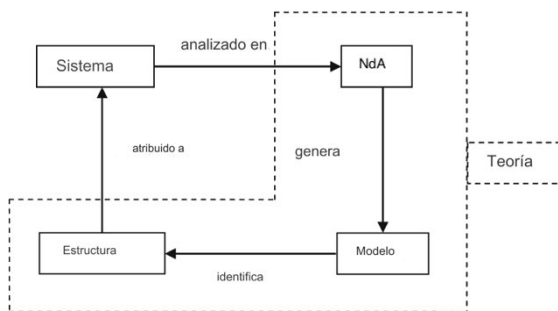 analizado en
Sistema
NdA
atribuido a
genera
Teoría
Estructura
Modelo
identifica